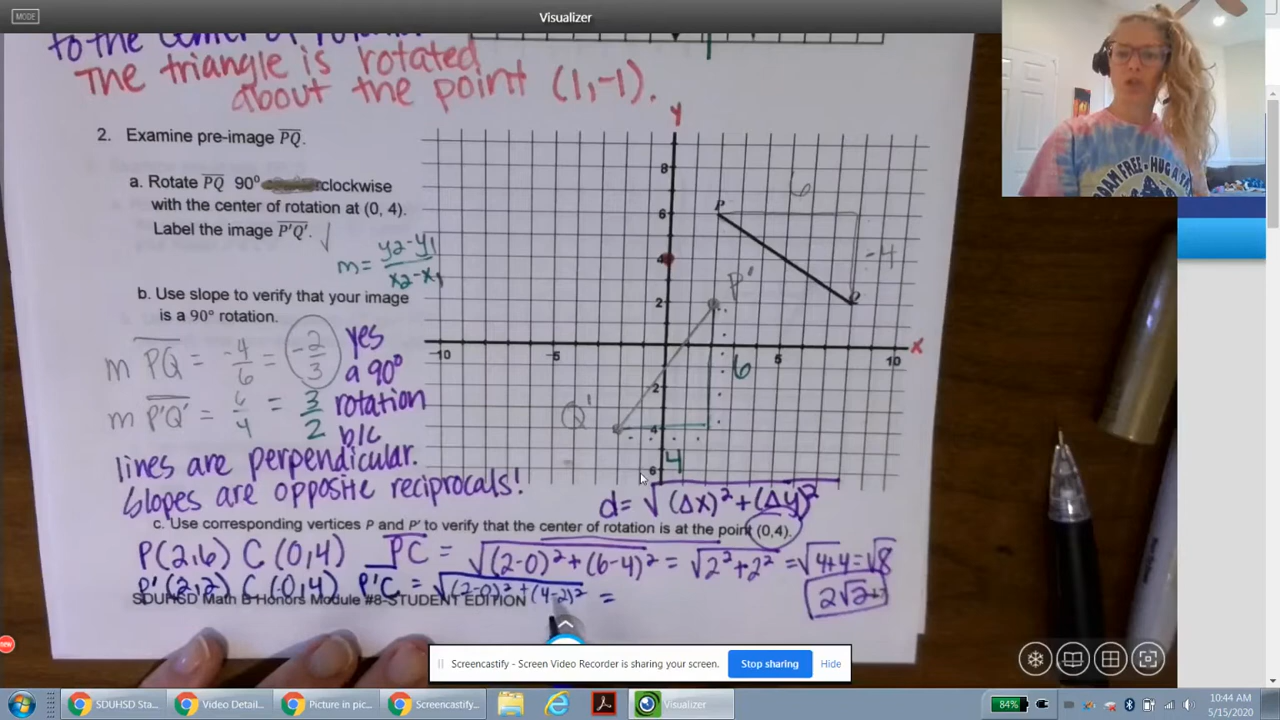 MODE
Visualizer
to the center of
The triangle is rotated
about the point (1,-1).
2. Examine pre-image PQ.
a. Rotate PQ 90° clockwise
with the center of rotation at (0, 4).
Label the image P'Q'.
m = y2-y1 / x2-x1
b. Use slope to verify that your image
is a 90° rotation.
m PQ = -4/6 = -2/3
m P'Q' = 6/4 = 3/2
yes
a 90°
rotation
b/c
lines are perpendicular.
slopes are opposite reciprocals!
Y
8
6
4
2
-10
-5
5
10
X
2
4
6
P
6
-4
P'
6
Q'
4
d = √(Δx)²+(Δy)²
c. Use corresponding vertices P and P' to verify that the center of rotation is at the point (0,4).
P(2,6) C(0,4) PC = √(2-0)²+(6-4)² = √2²+2² = √4+4 = √8
2√2
P'(2,2) C(0,4) P'C = √(2-0)²+(4-2)² =
SDUHSD Math B Honors Module #8-STUDENT EDITION
Screencastify - Screen Video Recorder is sharing your screen.
Stop sharing
Hide
SDUHSD Sta...
Video Detail...
Picture in pic...
Screencastify...
Visualizer
84%
10:44 AM
5/15/2020